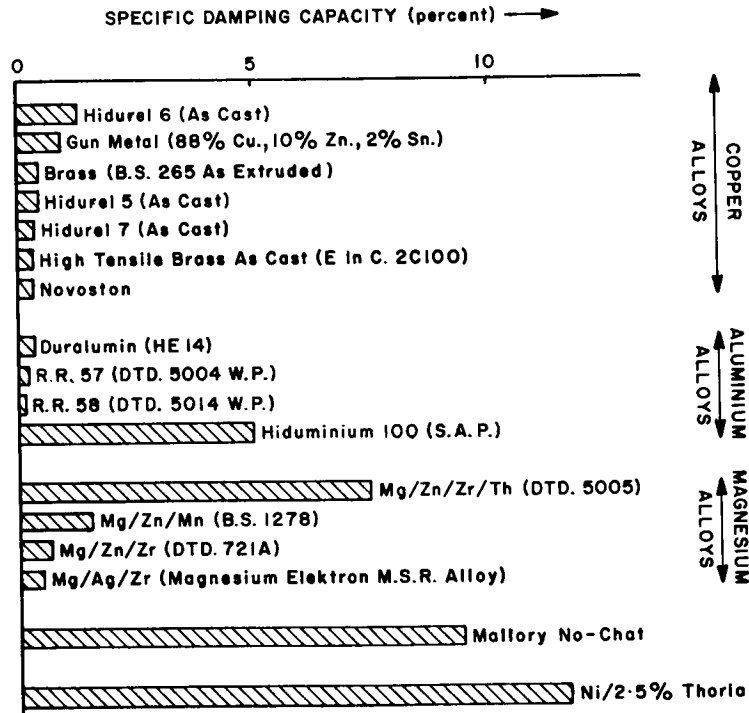 SPECIFIC DAMPING CAPACITY (percent)
0 5 10
Hidurel 6 (As Cast)
Gun Metal (88% Cu., 10% Zn., 2% Sn.)
Brass (B.S. 265 As Extruded)
Hidurel 5 (As Cast)
Hidurel 7 (As Cast)
High Tensile Brass As Cast (E In C. 2C100)
Novoston
COPPER
ALLOYS
Duralumin (HE 14)
R.R. 57 (DTD. 5004 W.P.)
R.R. 58 (DTD. 5014 W.P.)
Hiduminium 100 (S.A.P.)
ALUMINIUM
ALLOYS
Mg/Zn/Zr/Th (DTD. 5005)
Mg/Zn/Mn (B.S. 1278)
Mg/Zn/Zr (DTD. 721A)
Mg/Ag/Zr (Magnesium Elektron M.S.R. Alloy)
MAGNESIUM
ALLOYS
Mallory No-Chat
Ni/2·5% Thoria